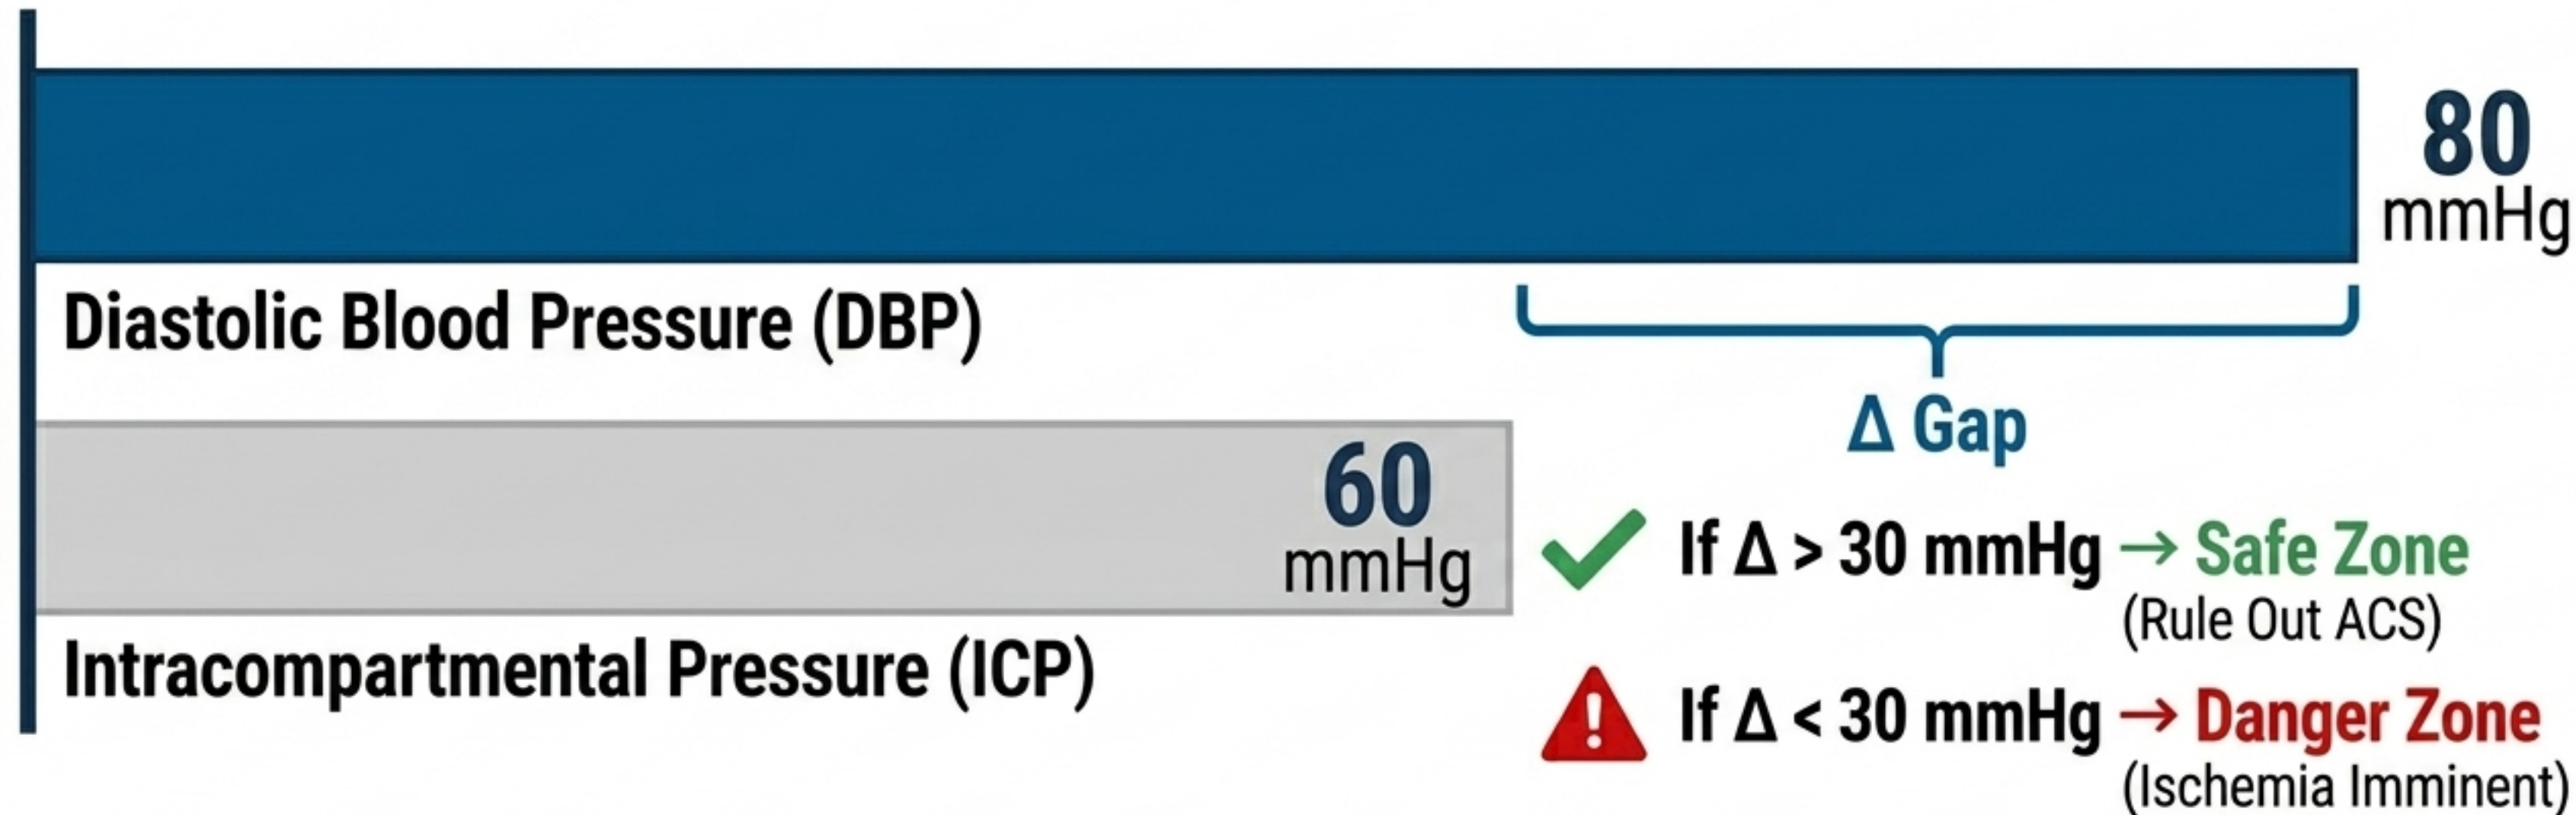 80
mmHg
Diastolic Blood Pressure (DBP)
Δ Gap
60
mmHg
Intracompartmental Pressure (ICP)
If Δ > 30 mmHg → Safe Zone
(Rule Out ACS)
If Δ < 30 mmHg → Danger Zone
(Ischemia Imminent)